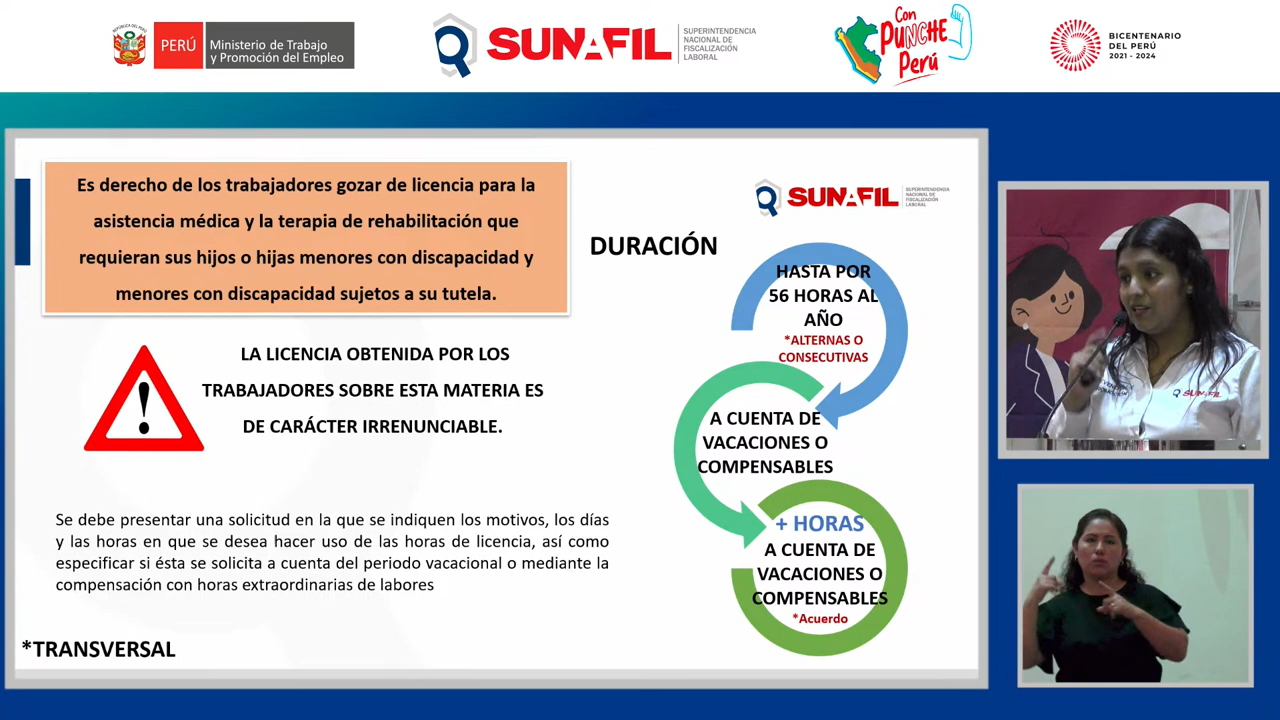 PERÚ
Ministerio de Trabajo
y Promoción del Empleo
SUNAFIL
SUPERINTENDENCIA
NACIONAL DE
FISCALIZACIÓN
LABORAL
Con
PUNCHE
Perú
BICENTENARIO
DEL PERÚ
2021 - 2024
Es derecho de los trabajadores gozar de licencia para la
asistencia médica y la terapia de rehabilitación que
requieran sus hijos o hijas menores con discapacidad y
menores con discapacidad sujetos a su tutela.
LA LICENCIA OBTENIDA POR LOS
TRABAJADORES SOBRE ESTA MATERIA ES
DE CARÁCTER IRRENUNCIABLE.
Se debe presentar una solicitud en la que se indiquen los motivos, los días
y las horas en que se desea hacer uso de las horas de licencia, así como
especificar si ésta se solicita a cuenta del periodo vacacional o mediante la
compensación con horas extraordinarias de labores
*TRANSVERSAL
SUNAFIL
SUPERINTENDENCIA
NACIONAL DE
FISCALIZACIÓN
LABORAL
DURACIÓN
HASTA POR
56 HORAS AL
AÑO
*ALTERNAS O
CONSECUTIVAS
A CUENTA DE
VACACIONES O
COMPENSABLES
+ HORAS
A CUENTA DE
VACACIONES O
COMPENSABLES
*Acuerdo
SUNAFIL